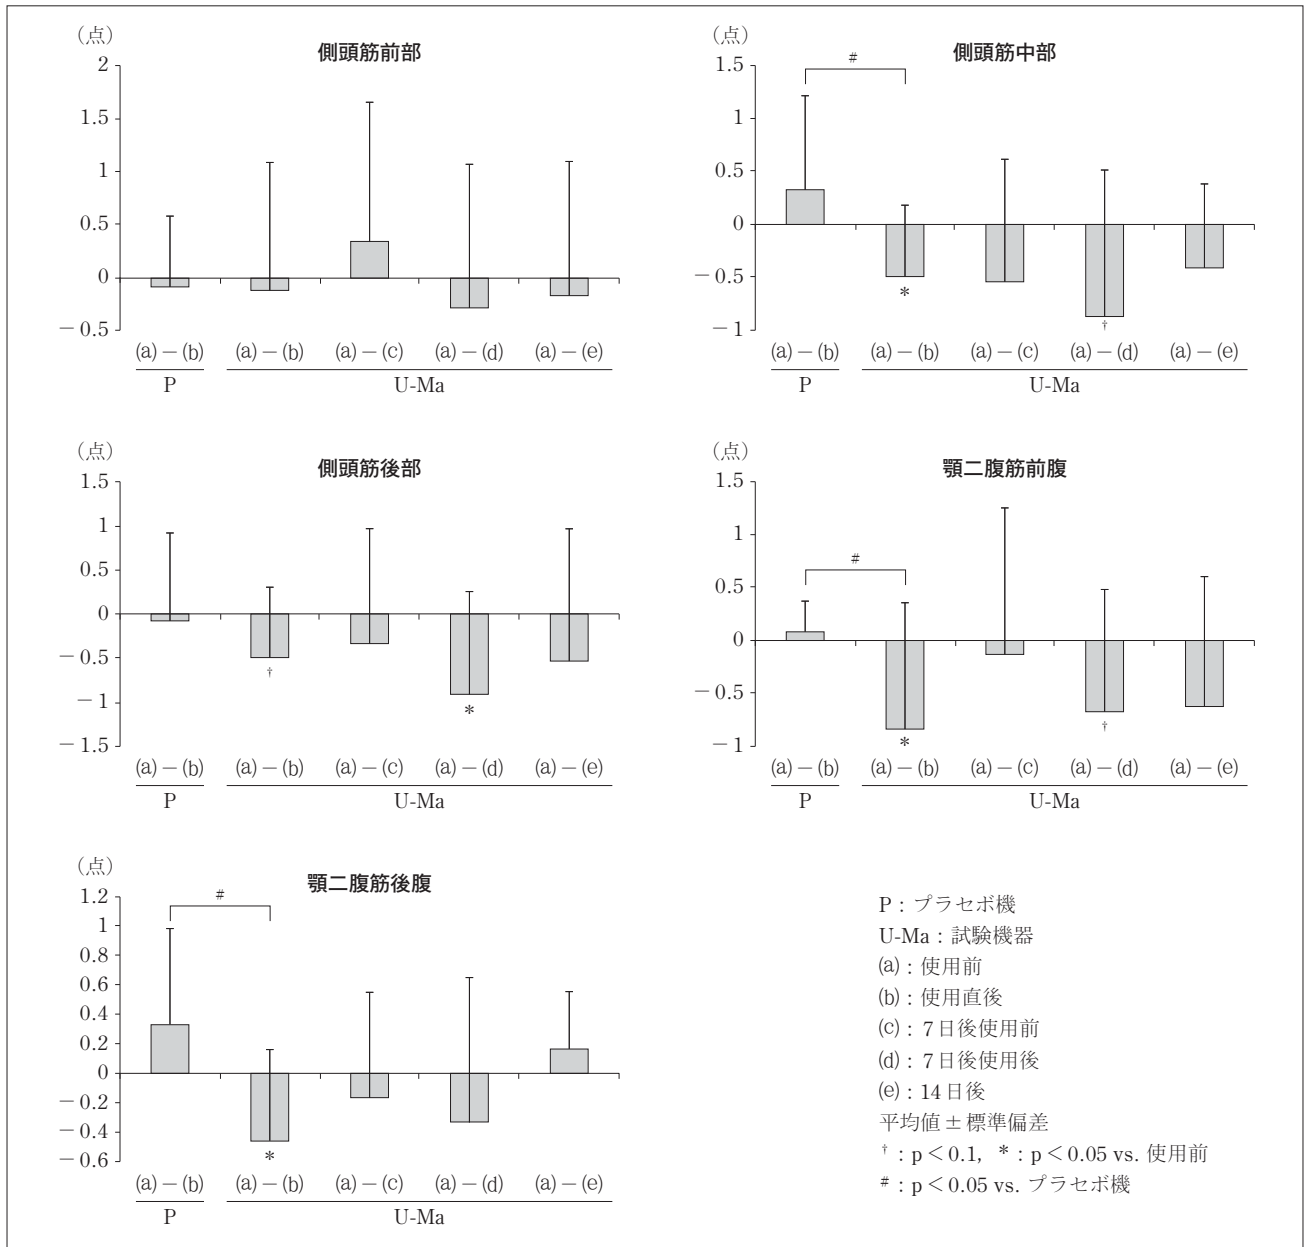 (点)
側頭筋前部
2
1.5
1
0.5
0
−0.5
(a)−(b) (a)−(b) (a)−(c) (a)−(d) (a)−(e)
P U-Ma
(点)
側頭筋中部
1.5
#
1
0.5
0
−0.5
*
−1
†
(a)−(b) (a)−(b) (a)−(c) (a)−(d) (a)−(e)
P U-Ma
(点)
側頭筋後部
1.5
1
0.5
0
−0.5
†
−1
*
−1.5
(a)−(b) (a)−(b) (a)−(c) (a)−(d) (a)−(e)
P U-Ma
(点)
顎二腹筋前腹
1.5
1
#
0.5
0
−0.5
†
−1
*
(a)−(b) (a)−(b) (a)−(c) (a)−(d) (a)−(e)
P U-Ma
(点)
顎二腹筋後腹
1.2
#
1
0.8
0.6
0.4
0.2
0
−0.2
−0.4
−0.6
*
(a)−(b) (a)−(b) (a)−(c) (a)−(d) (a)−(e)
P U-Ma
P：プラセボ機
U-Ma：試験機器
(a)：使用前
(b)：使用直後
(c)：7日後使用前
(d)：7日後使用後
(e)：14日後
平均値±標準偏差
†：p＜0.1, *：p＜0.05 vs. 使用前
#：p＜0.05 vs. プラセボ機